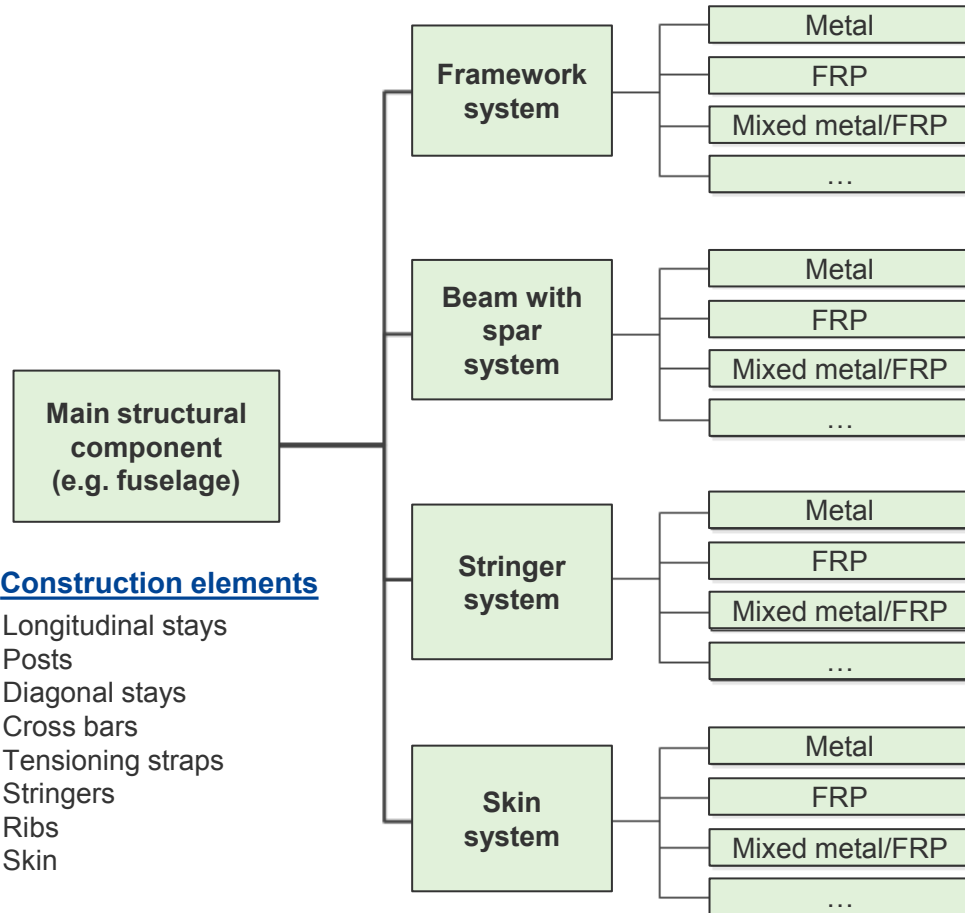 Main structural
component
(e.g. fuselage)
Framework
system
Metal
FRP
Mixed metal/FRP
…
Beam with
spar
system
Metal
FRP
Mixed metal/FRP
…
Stringer
system
Metal
FRP
Mixed metal/FRP
…
Skin
system
Metal
FRP
Mixed metal/FRP
…
Construction elements
Longitudinal stays
Posts
Diagonal stays
Cross bars
Tensioning straps
Stringers
Ribs
Skin